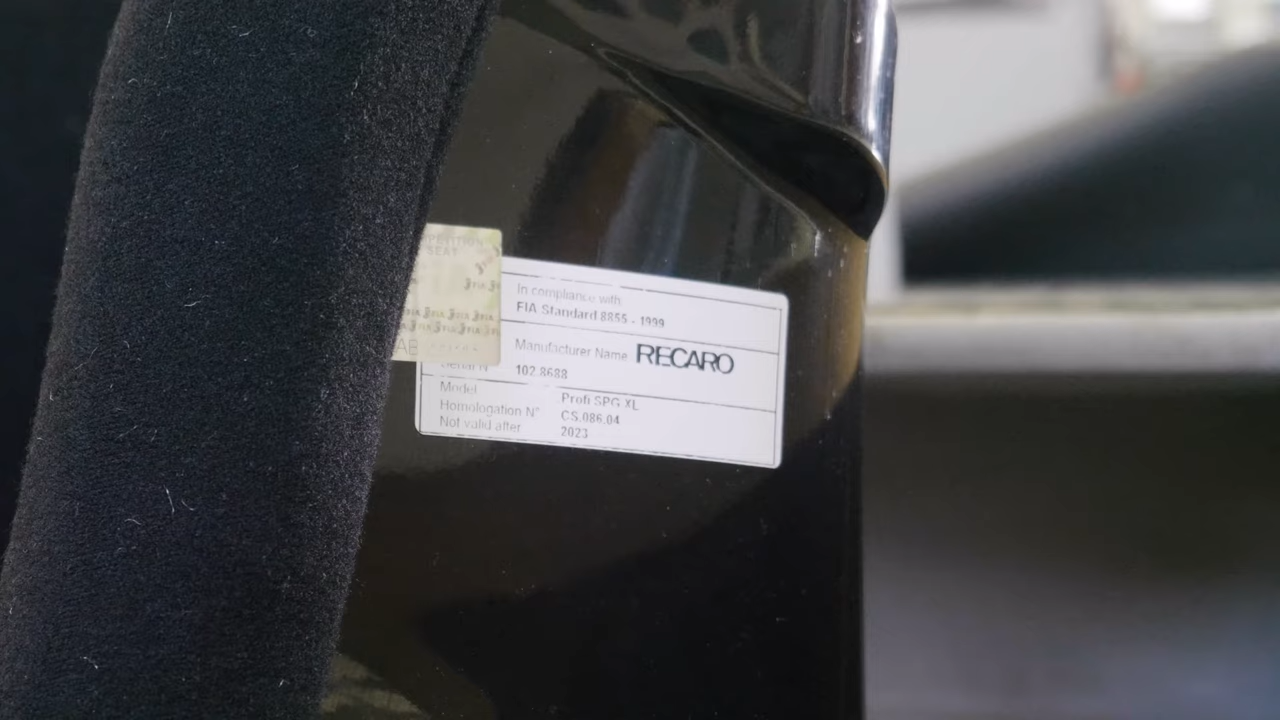 SEAT
In compliance with
FIA Standard 8855 - 1999
Manufacturer Name RECARO
102.8688
Model Profi SPG XL
Homologation N° CS.086.04
Not valid after 2023